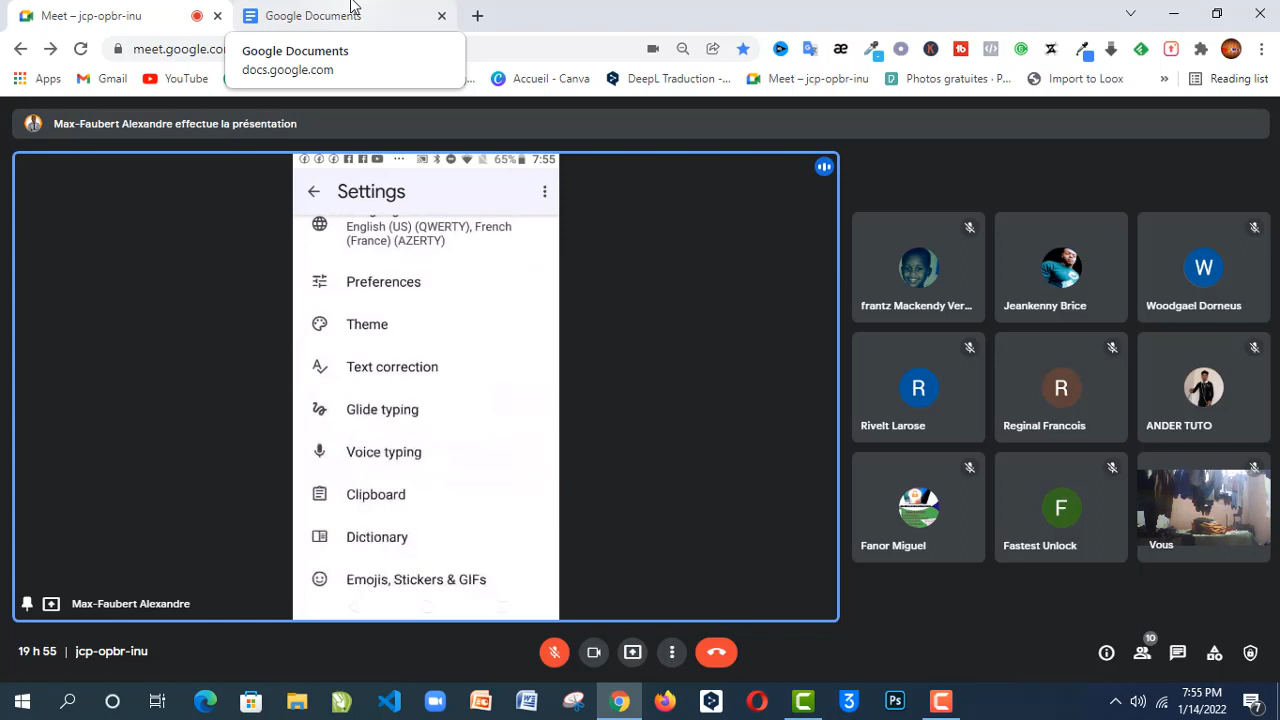 Meet – jcp-opbr-inu
Google Documents
meet.google.co
Google Documents
docs.google.com
Apps
Gmail
YouTube
Accueil - Canva
DeepL Traduction -...
Meet – jcp-opbr-inu
Photos gratuites · P...
Import to Loox
»
Reading list
Max-Faubert Alexandre effectue la présentation
65% 7:55
Settings
English (US) (QWERTY), French
(France) (AZERTY)
Preferences
Theme
Text correction
Glide typing
Voice typing
Clipboard
Dictionary
Emojis, Stickers & GIFs
Max-Faubert Alexandre
frantz Mackendy Ver...
Jeankenny Brice
W
Woodgael Dorneus
R
Rivelt Larose
R
Reginal Francois
ANDER TUTO
Fanor Miguel
F
Fastest Unlock
Vous
19 h 55 | jcp-opbr-inu
10
7:55 PM
1/14/2022
7